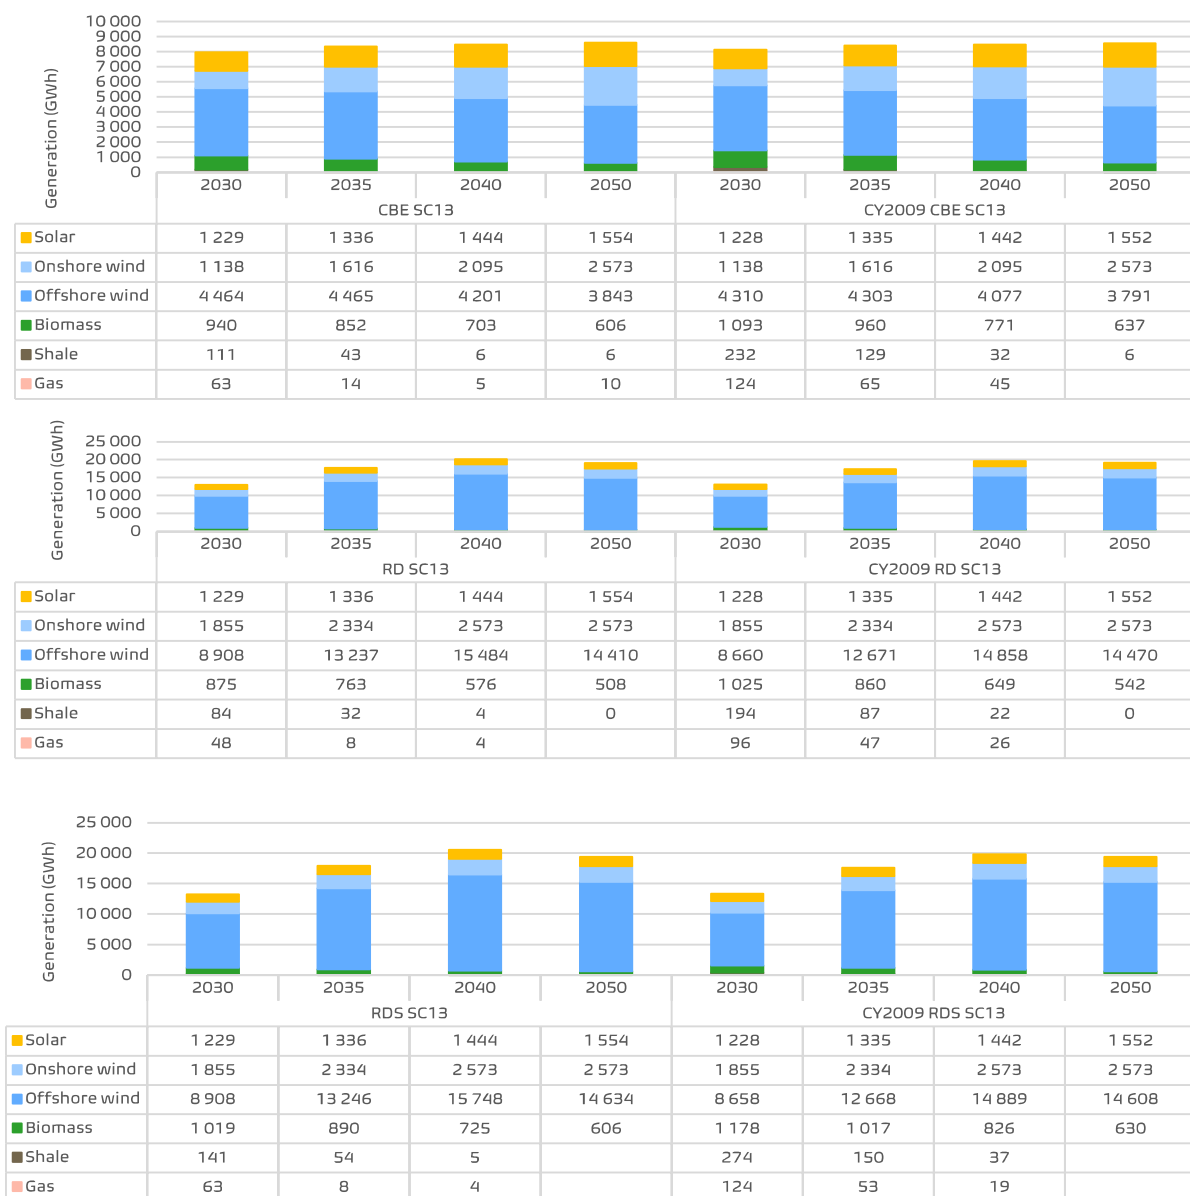 10 000
9 000
8 000
7 000
6 000
5 000
4 000
3 000
2 000
1 000
0
Generation (GWh)
2030 2035 2040 2050 2030 2035 2040 2050
CBE SC13 CY2009 CBE SC13
Solar 1 229 1 336 1 444 1 554 1 228 1 335 1 442 1 552
Onshore wind 1 138 1 616 2 095 2 573 1 138 1 616 2 095 2 573
Offshore wind 4 464 4 465 4 201 3 843 4 310 4 303 4 077 3 791
Biomass 940 852 703 606 1 093 960 771 637
Shale 111 43 6 6 232 129 32 6
Gas 63 14 5 10 124 65 45
25 000
20 000
15 000
10 000
5 000
0
Generation (GWh)
2030 2035 2040 2050 2030 2035 2040 2050
RD SC13 CY2009 RD SC13
Solar 1 229 1 336 1 444 1 554 1 228 1 335 1 442 1 552
Onshore wind 1 855 2 334 2 573 2 573 1 855 2 334 2 573 2 573
Offshore wind 8 908 13 237 15 484 14 410 8 660 12 671 14 858 14 470
Biomass 875 763 576 508 1 025 860 649 542
Shale 84 32 4 0 194 87 22 0
Gas 48 8 4 96 47 26
25 000
20 000
15 000
10 000
5 000
0
Generation (GWh)
2030 2035 2040 2050 2030 2035 2040 2050
RDS SC13 CY2009 RDS SC13
Solar 1 229 1 336 1 444 1 554 1 228 1 335 1 442 1 552
Onshore wind 1 855 2 334 2 573 2 573 1 855 2 334 2 573 2 573
Offshore wind 8 908 13 246 15 748 14 634 8 658 12 668 14 889 14 608
Biomass 1 019 890 725 606 1 178 1 017 826 630
Shale 141 54 5 274 150 37
Gas 63 8 4 124 53 19